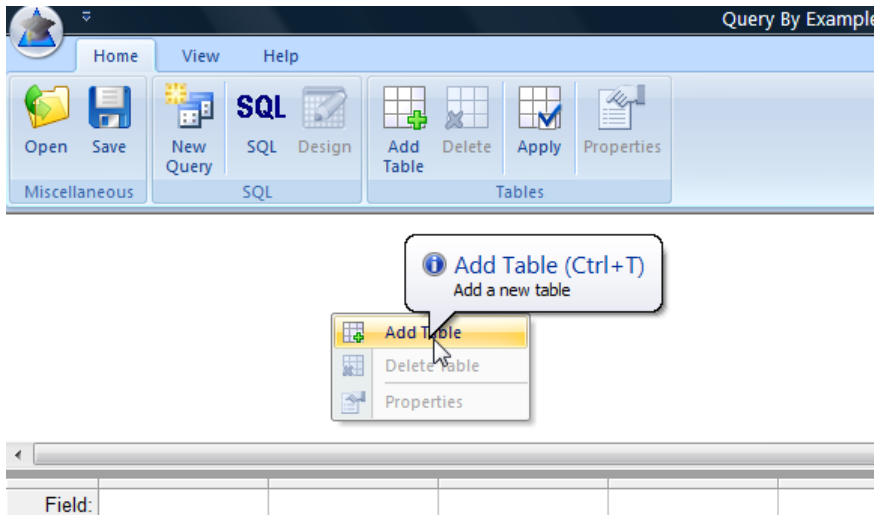 Query By Example
Home View Help
Open Save New Query SQL SQL Design Add Table Delete Apply Properties
Miscellaneous SQL Tables
Add Table (Ctrl+T)
Add a new table
Add Table
Delete Table
Properties
Field: